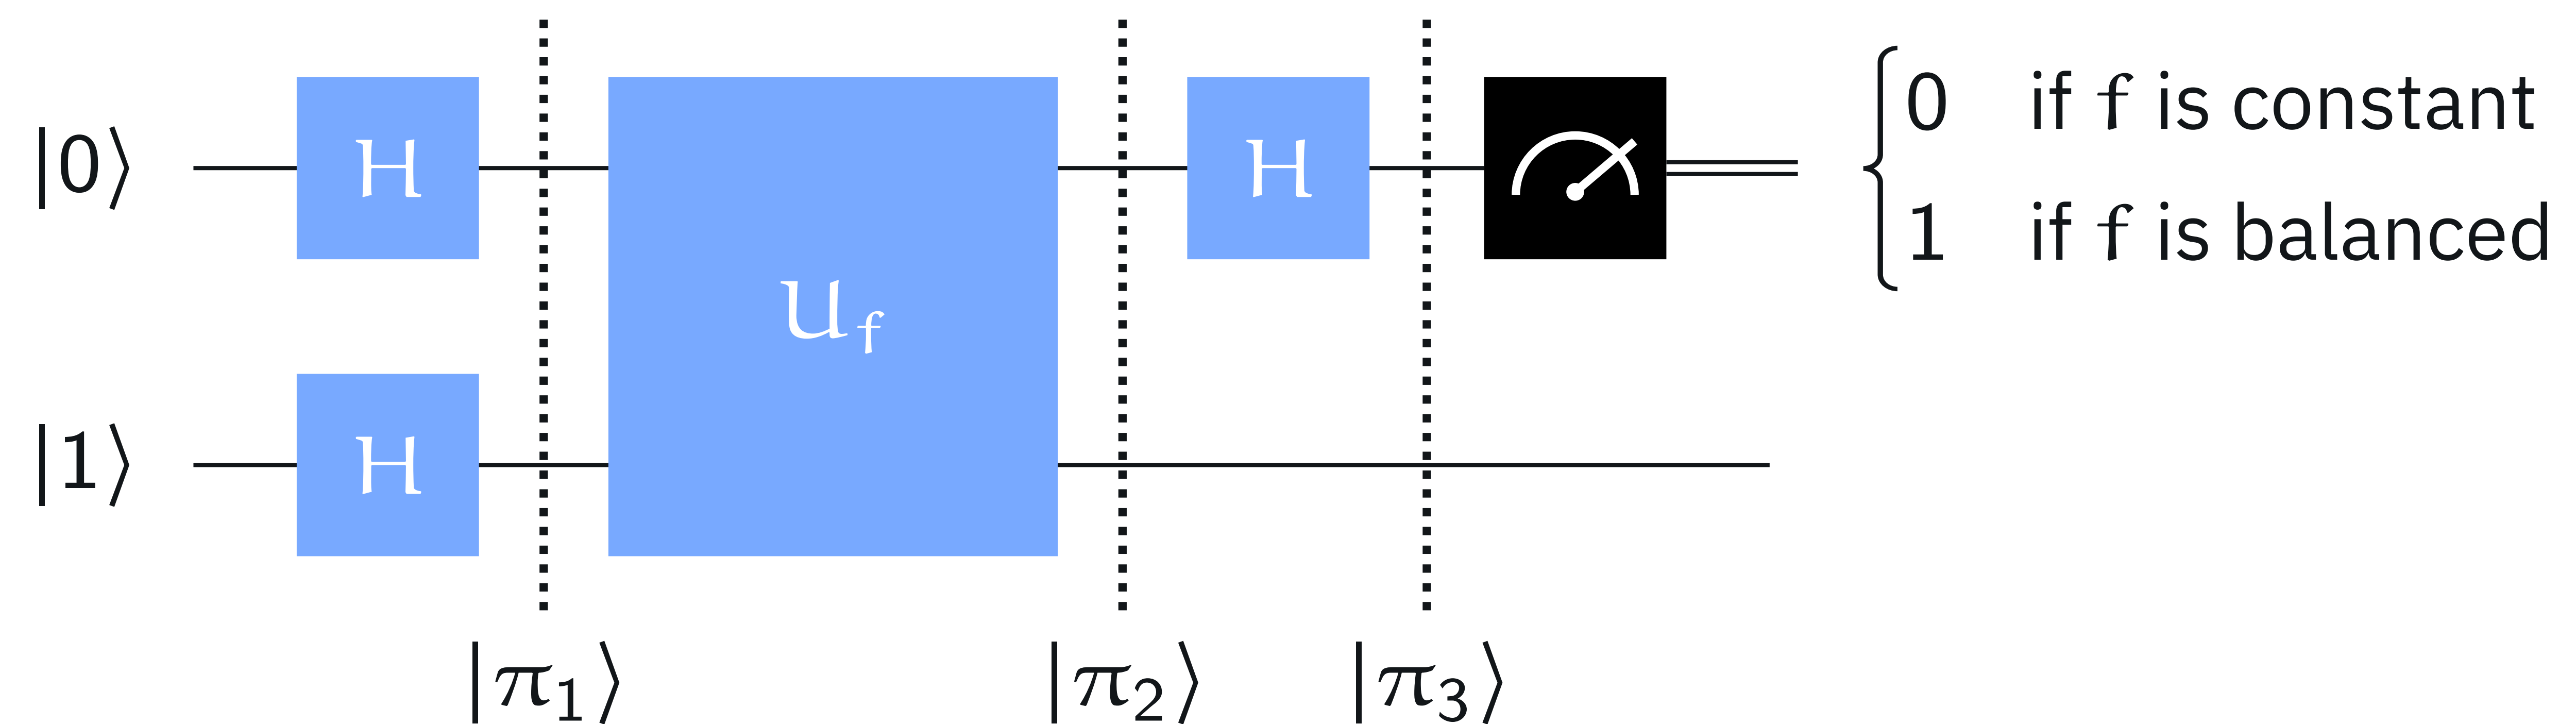 |0⟩ H H { 0 if f is constant
1 if f is balanced
U_f
|1⟩ H
|π₁⟩ |π₂⟩ |π₃⟩